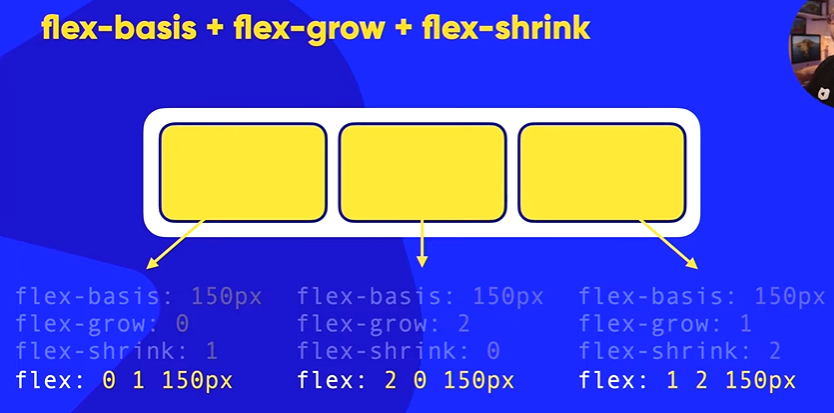 flex-basis + flex-grow + flex-shrink
flex-basis: 150px
flex-grow: 0
flex-shrink: 1
flex: 0 1 150px
flex-basis: 150px
flex-grow: 2
flex-shrink: 0
flex: 2 0 150px
flex-basis: 150px
flex-grow: 1
flex-shrink: 2
flex: 1 2 150px